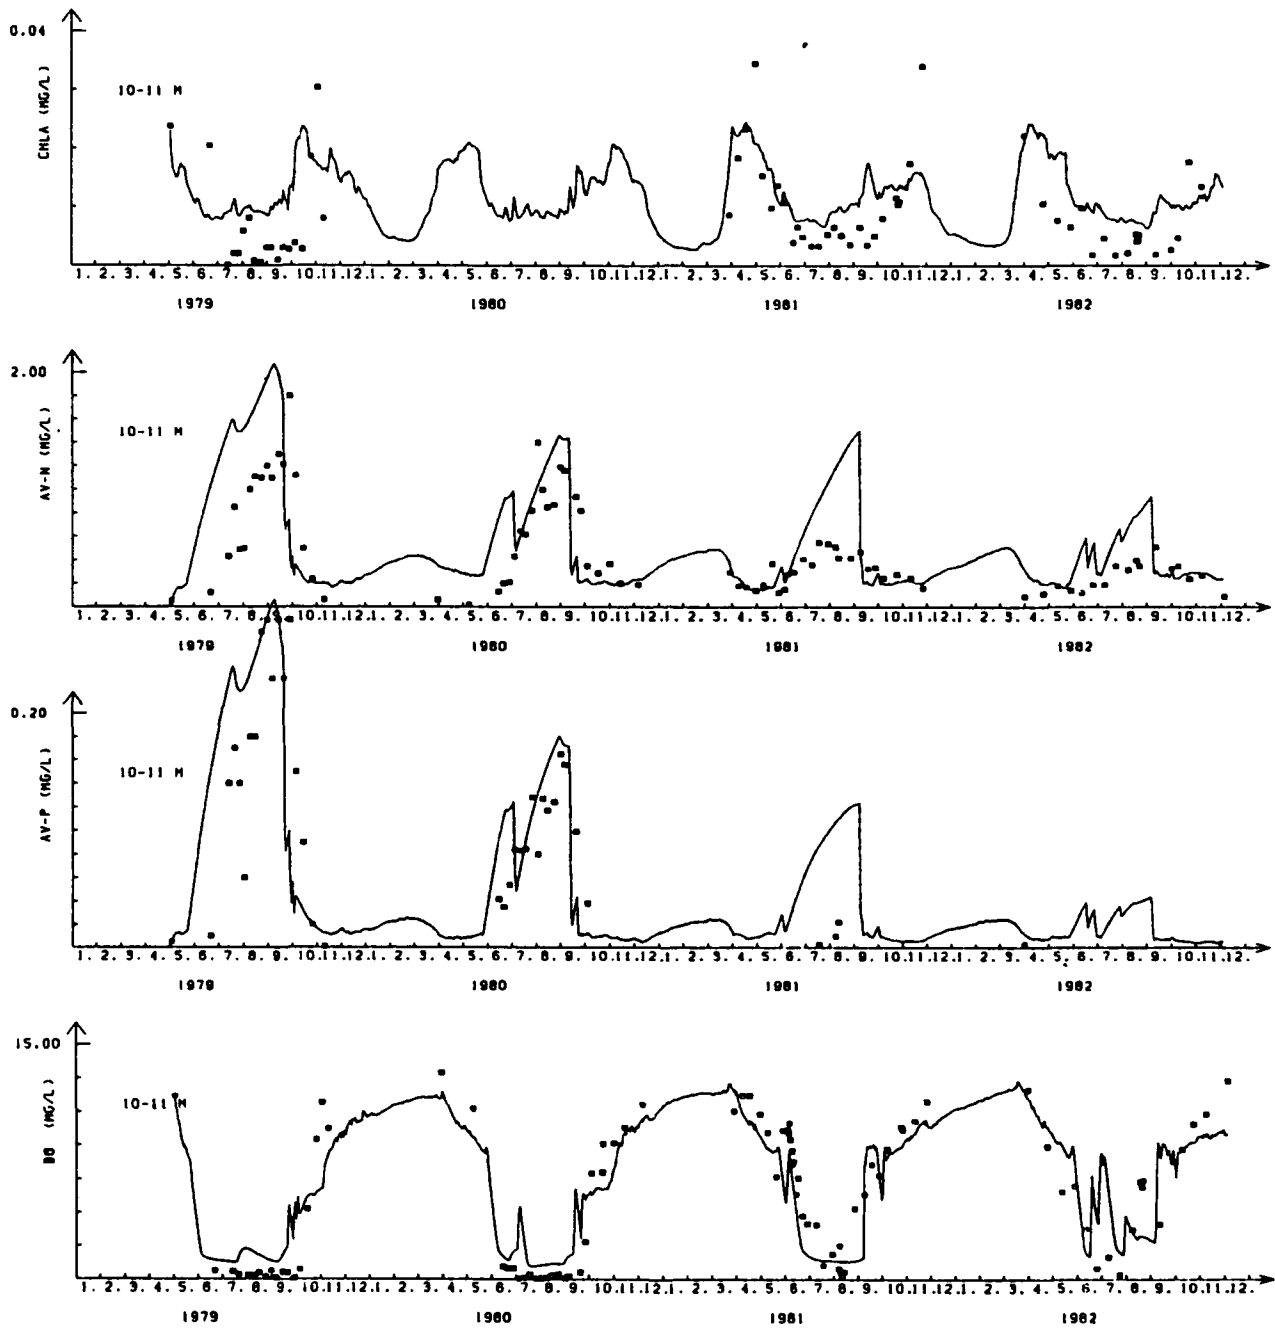 0.04
CHLA (MG/L)
10-11 M
1. 2. 3. 4. 5. 6. 7. 8. 9. 10.11.12.1. 2. 3. 4. 5. 6. 7. 8. 9. 10.11.12.1. 2. 3. 4. 5. 6. 7. 8. 9. 10.11.12.1. 2. 3. 4. 5. 6. 7. 8. 9. 10.11.12.
1979 1980 1981 1982
2.00
AV-N (MG/L)
10-11 M
1. 2. 3. 4. 5. 6. 7. 8. 9. 10.11.12.1. 2. 3. 4. 5. 6. 7. 8. 9. 10.11.12.1. 2. 3. 4. 5. 6. 7. 8. 9. 10.11.12.1. 2. 3. 4. 5. 6. 7. 8. 9. 10.11.12.
1979 1980 1981 1982
0.20
AV-P (MG/L)
10-11 M
1. 2. 3. 4. 5. 6. 7. 8. 9. 10.11.12.1. 2. 3. 4. 5. 6. 7. 8. 9. 10.11.12.1. 2. 3. 4. 5. 6. 7. 8. 9. 10.11.12.1. 2. 3. 4. 5. 6. 7. 8. 9. 10.11.12.
1979 1980 1981 1982
15.00
DO (MG/L)
10-11 M
1. 2. 3. 4. 5. 6. 7. 8. 9. 10.11.12.1. 2. 3. 4. 5. 6. 7. 8. 9. 10.11.12.1. 2. 3. 4. 5. 6. 7. 8. 9. 10.11.12.1. 2. 3. 4. 5. 6. 7. 8. 9. 10.11.12.
1979 1980 1981 1982